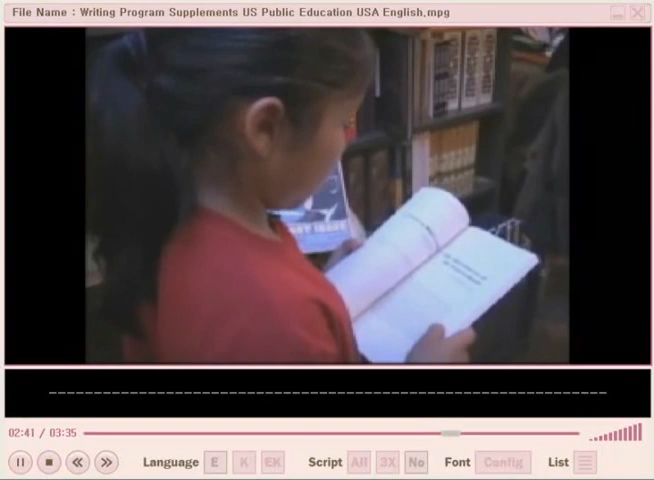 File Name : Writing Program Supplements US Public Education USA English.mpg
02:41 / 03:35
Language E K EK Script All 3X No Font Config List